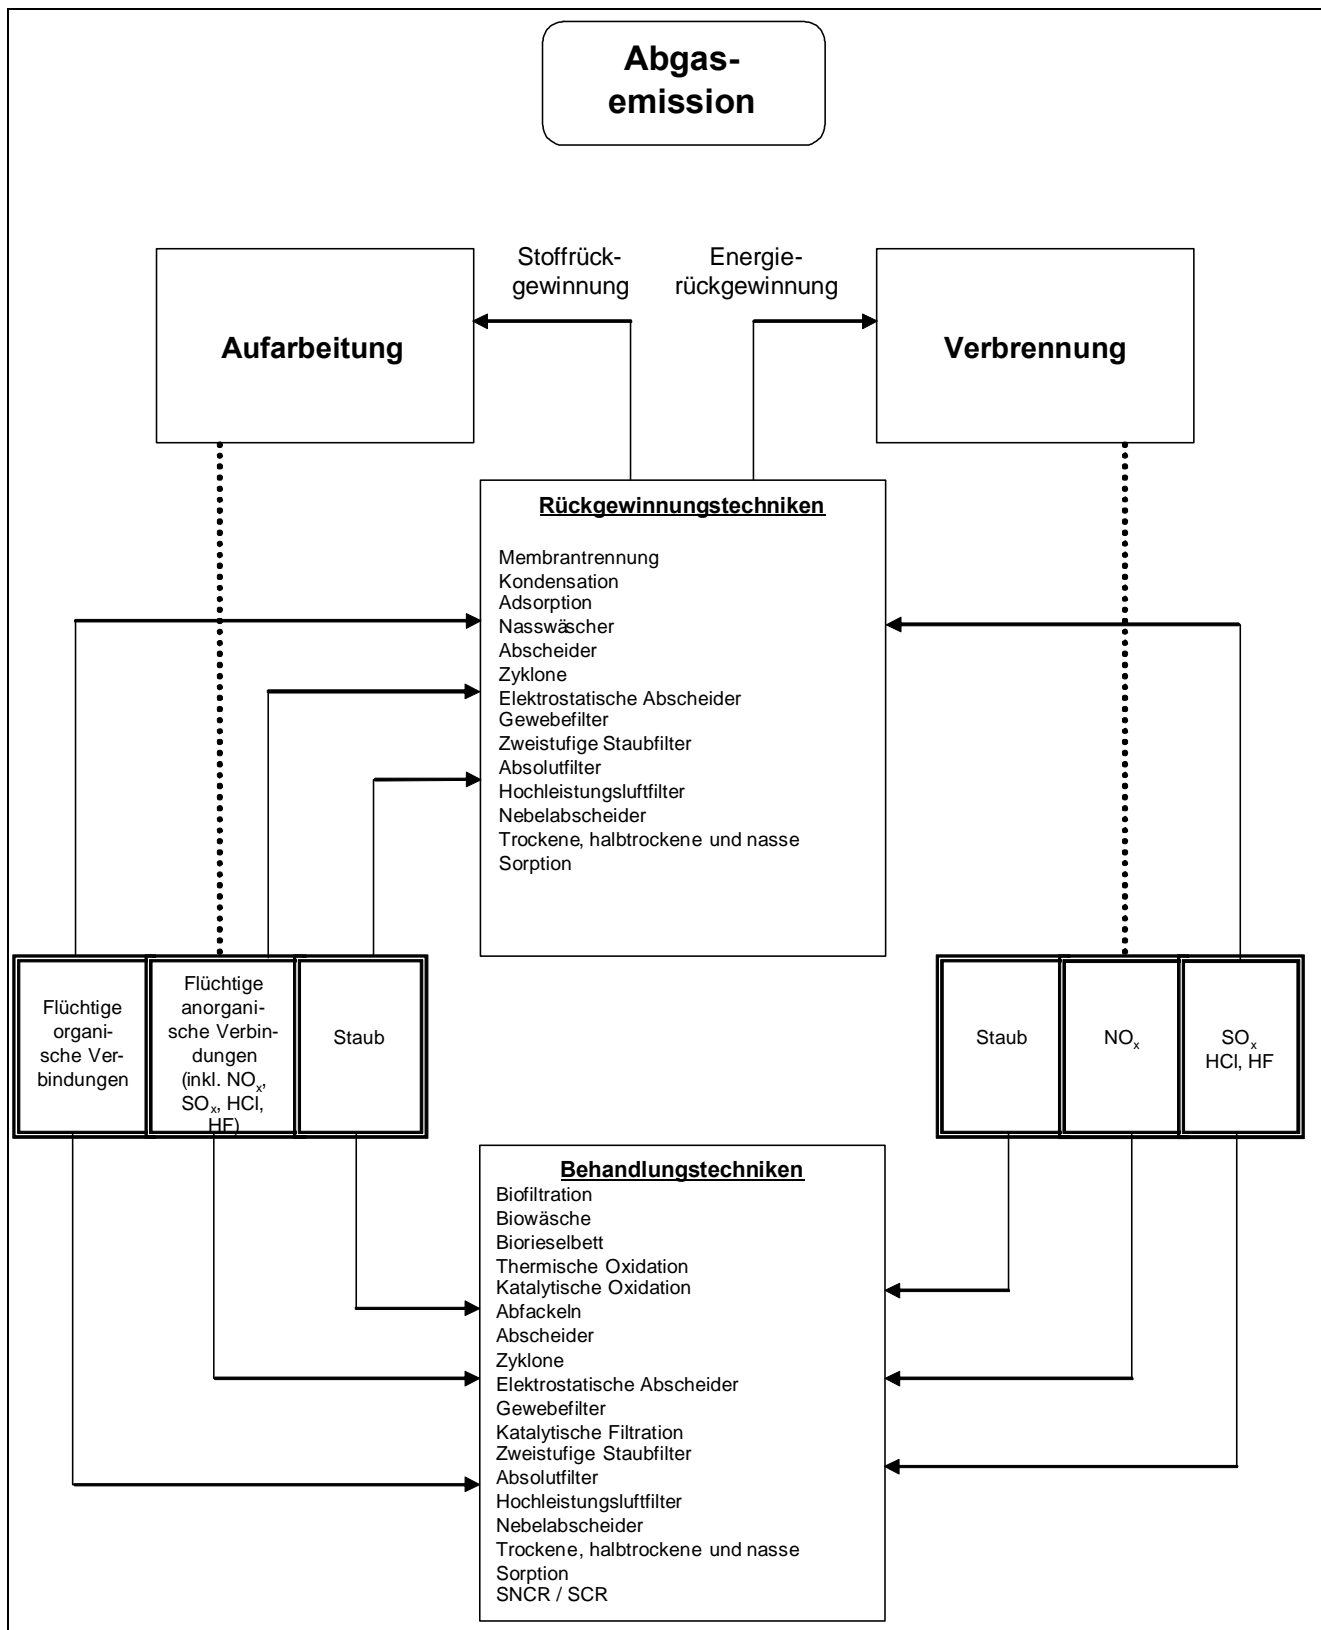 Abgas-
emission
Stoffrück-
gewinnung
Energie-
rückgewinnung
Aufarbeitung
Verbrennung
Rückgewinnungstechniken
Membrantrennung
Kondensation
Adsorption
Nasswäscher
Abscheider
Zyklone
Elektrostatische Abscheider
Gewebefilter
Zweistufige Staubfilter
Absolutfilter
Hochleistungsluftfilter
Nebelabscheider
Trockene, halbtrockene und nasse
Sorption
Flüchtige
organi-
sche Ver-
bindungen
Flüchtige
anorgani-
sche Verbin-
dungen
(inkl. NOx,
SOx, HCl,
HF)
Staub
Staub
NOx
SOx
HCl, HF
Behandlungstechniken
Biofiltration
Biowäsche
Biorieselbett
Thermische Oxidation
Katalytische Oxidation
Abfackeln
Abscheider
Zyklone
Elektrostatische Abscheider
Gewebefilter
Katalytische Filtration
Zweistufige Staubfilter
Absolutfilter
Hochleistungsluftfilter
Nebelabscheider
Trockene, halbtrockene und nasse
Sorption
SNCR / SCR